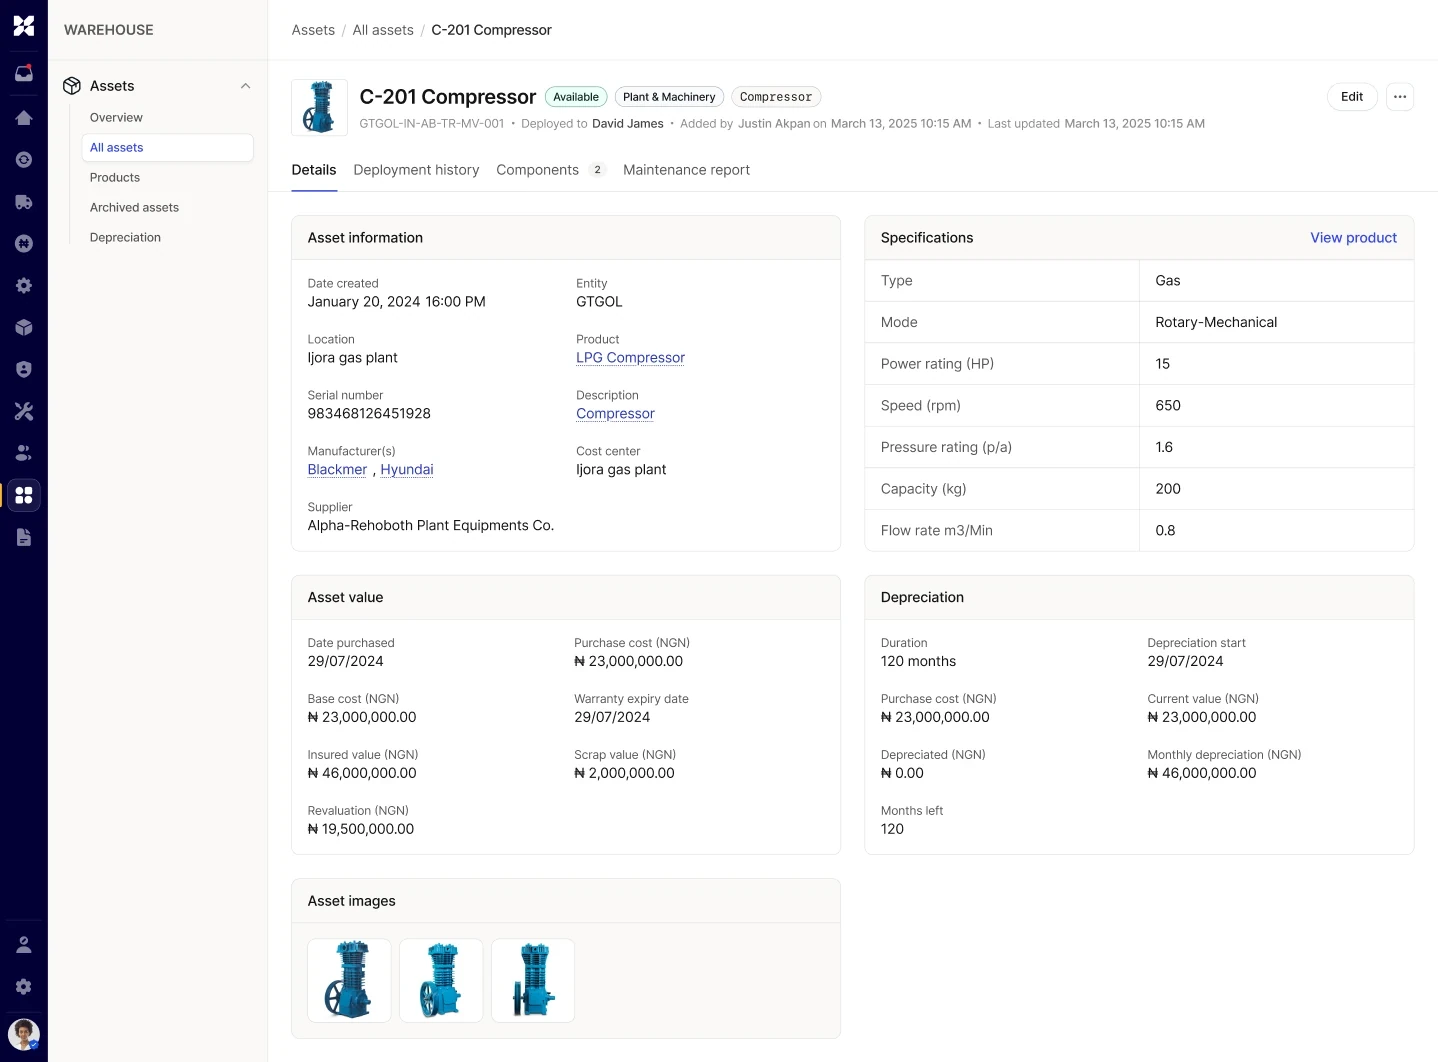 WAREHOUSE
Assets
Overview
All assets
Products
Archived assets
Depreciation
Assets / All assets / C-201 Compressor
C-201 Compressor Available Plant & Machinery Compressor
GTGOL-IN-AB-TR-MV-001 • Deployed to David James • Added by Justin Akpan on March 13, 2025 10:15 AM • Last updated March 13, 2025 10:15 AM
Edit
Details Deployment history Components 2 Maintenance report
Asset information
Date created
January 20, 2024 16:00 PM
Entity
GTGOL
Location
Ijora gas plant
Product
LPG Compressor
Serial number
983468126451928
Description
Compressor
Manufacturer(s)
Blackmer , Hyundai
Cost center
Ijora gas plant
Supplier
Alpha-Rehoboth Plant Equipments Co.
Specifications View product
Type Gas
Mode Rotary-Mechanical
Power rating (HP) 15
Speed (rpm) 650
Pressure rating (p/a) 1.6
Capacity (kg) 200
Flow rate m3/Min 0.8
Asset value
Date purchased
29/07/2024
Purchase cost (NGN)
₦ 23,000,000.00
Base cost (NGN)
₦ 23,000,000.00
Warranty expiry date
29/07/2024
Insured value (NGN)
₦ 46,000,000.00
Scrap value (NGN)
₦ 2,000,000.00
Revaluation (NGN)
₦ 19,500,000.00
Depreciation
Duration
120 months
Depreciation start
29/07/2024
Purchase cost (NGN)
₦ 23,000,000.00
Current value (NGN)
₦ 23,000,000.00
Depreciated (NGN)
₦ 0.00
Monthly depreciation (NGN)
₦ 46,000,000.00
Months left
120
Asset images